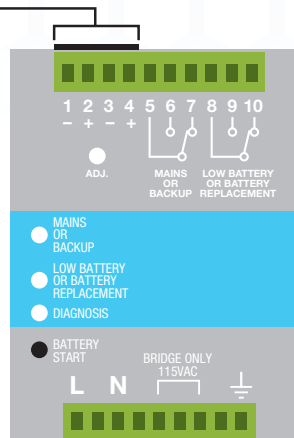 1 2 3 4 5 6 7 8 9 10
− + − +
ADJ.
MAINS
OR
BACKUP
LOW BATTERY
OR BATTERY
REPLACEMENT
MAINS
OR
BACKUP
LOW BATTERY
OR BATTERY
REPLACEMENT
DIAGNOSIS
BATTERY
START
BRIDGE ONLY
115VAC
L N